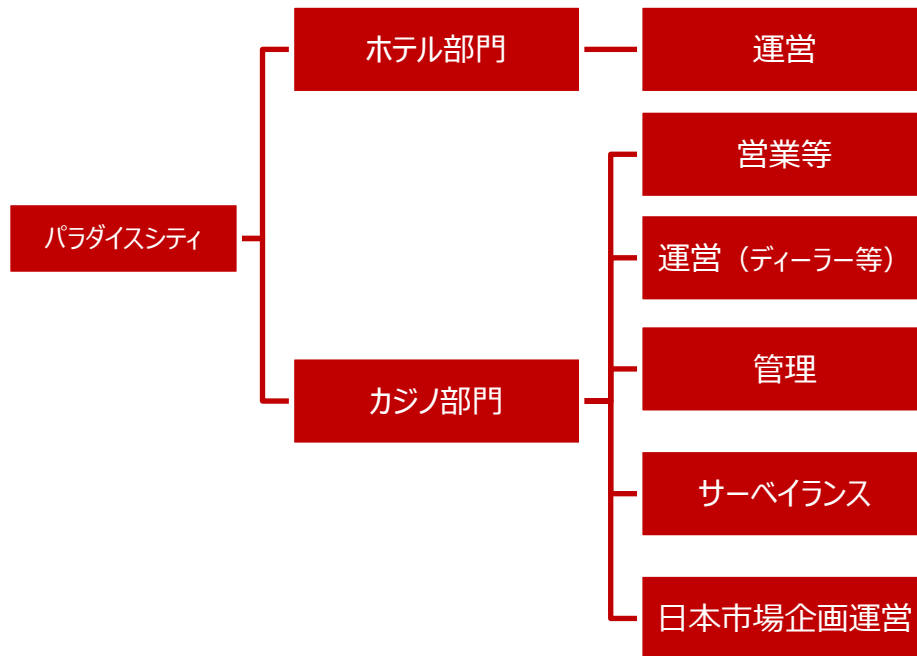 ホテル部門
運営
営業等
パラダイスシティ
運営（ディーラー等）
管理
カジノ部門
サーベイランス
日本市場企画運営